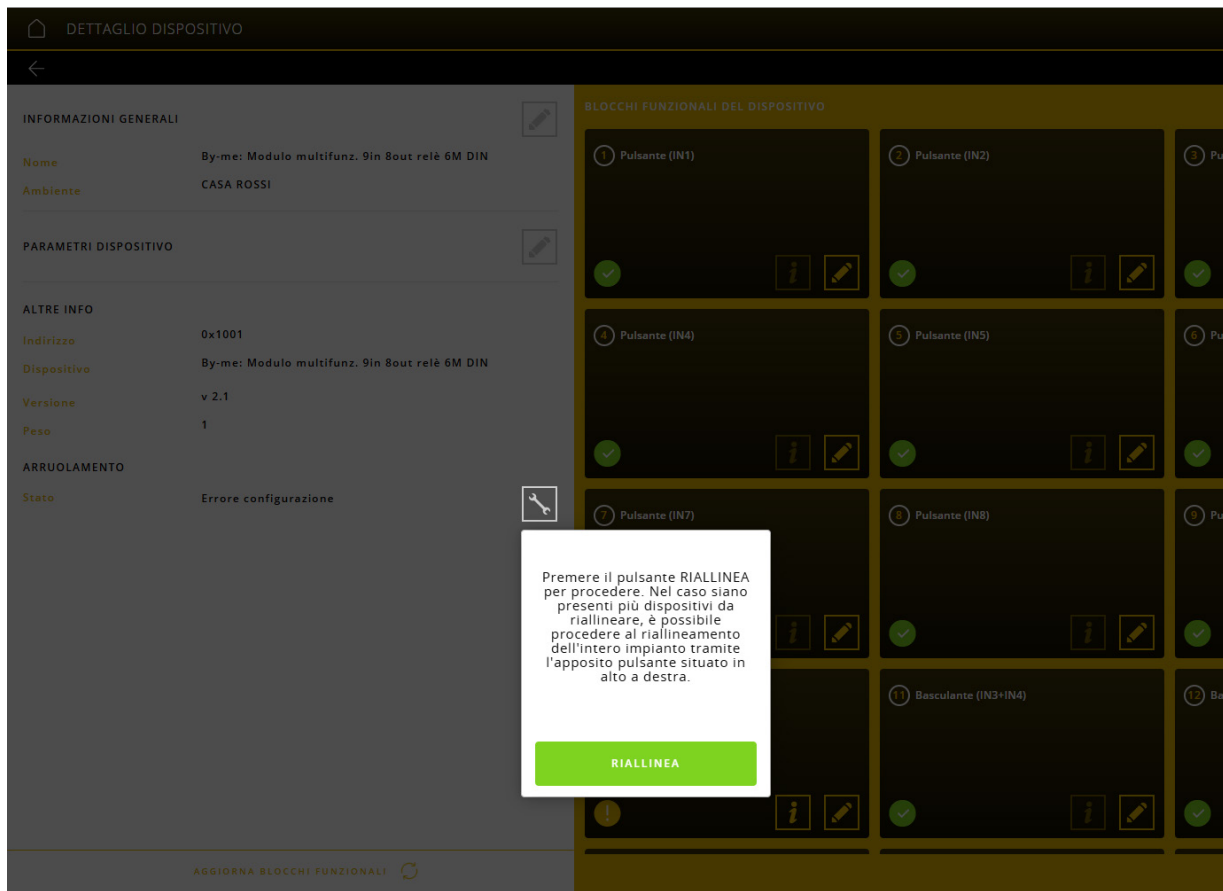 DETTAGLIO DISPOSITIVO
INFORMAZIONI GENERALI
Nome By-me: Modulo multifunz. 9in 8out relè 6M DIN
Ambiente CASA ROSSI
PARAMETRI DISPOSITIVO
ALTRE INFO
Indirizzo 0x1001
Dispositivo By-me: Modulo multifunz. 9in 8out relè 6M DIN
Versione v 2.1
Peso 1
ARRUOLAMENTO
Stato Errore configurazione
AGGIORNA BLOCCHI FUNZIONALI
BLOCCHI FUNZIONALI DEL DISPOSITIVO
1 Pulsante (IN1)
2 Pulsante (IN2)
3 Pu
4 Pulsante (IN4)
5 Pulsante (IN5)
6 Pu
7 Pulsante (IN7)
8 Pulsante (IN8)
9 Pu
11 Basculante (IN3+IN4)
12 Ba
Premere il pulsante RIALLINEA
per procedere. Nel caso siano
presenti più dispositivi da
riallineare, è possibile
procedere al riallineamento
dell'intero impianto tramite
l'apposito pulsante situato in
alto a destra.
RIALLINEA